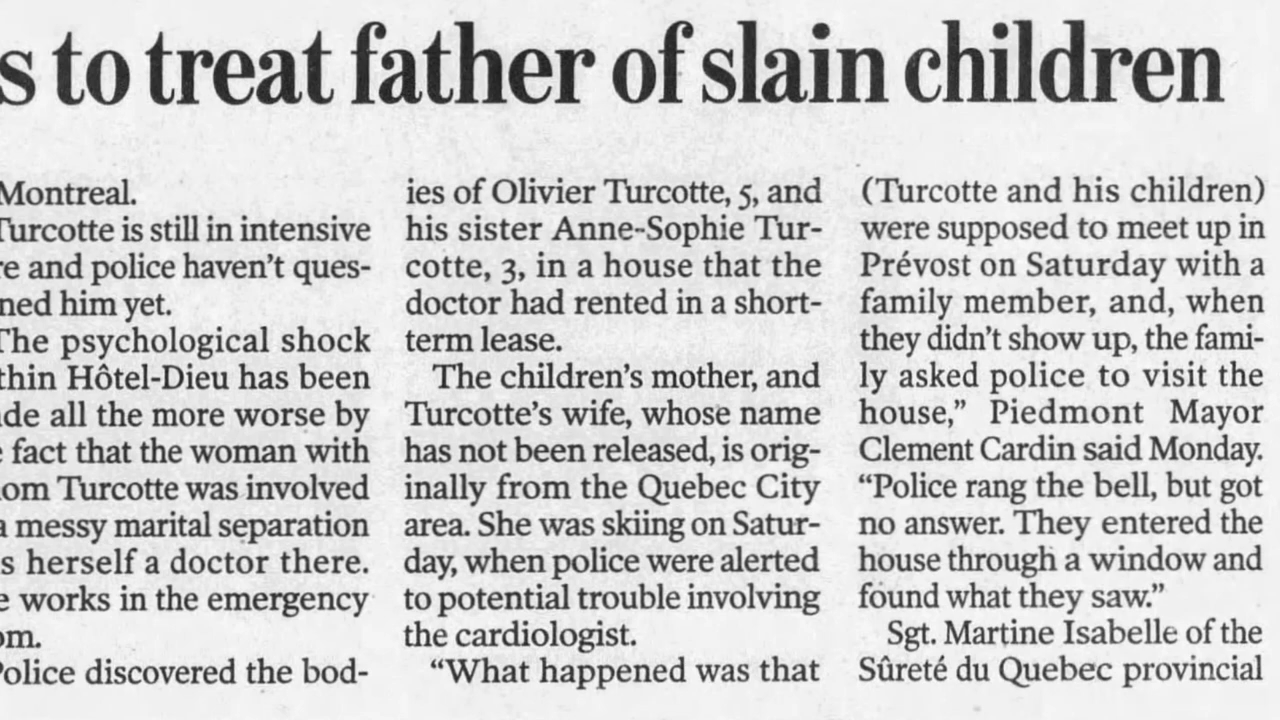 s to treat father of slain children
Montreal.
Turcotte is still in intensive
re and police haven't ques-
ned him yet.
The psychological shock
thin Hôtel-Dieu has been
de all the more worse by
e fact that the woman with
om Turcotte was involved
a messy marital separation
s herself a doctor there.
e works in the emergency
om.
Police discovered the bod-
ies of Olivier Turcotte, 5, and
his sister Anne-Sophie Tur-
cotte, 3, in a house that the
doctor had rented in a short-
term lease.
The children's mother, and
Turcotte's wife, whose name
has not been released, is orig-
inally from the Quebec City
area. She was skiing on Satur-
day, when police were alerted
to potential trouble involving
the cardiologist.
“What happened was that
(Turcotte and his children)
were supposed to meet up in
Prévost on Saturday with a
family member, and, when
they didn't show up, the fami-
ly asked police to visit the
house,” Piedmont Mayor
Clement Cardin said Monday.
“Police rang the bell, but got
no answer. They entered the
house through a window and
found what they saw.”
Sgt. Martine Isabelle of the
Sûreté du Quebec provincial